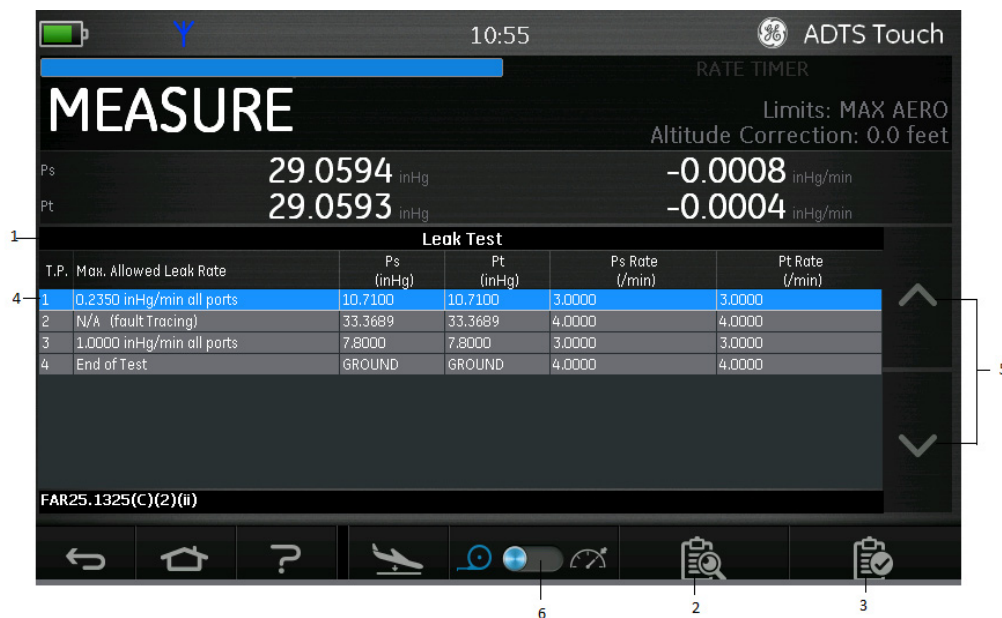 10:55
GE ADTS Touch
RATE TIMER
MEASURE
Limits: MAX AERO
Altitude Correction: 0.0 feet
Ps 29.0594 inHg -0.0008 inHg/min
Pt 29.0593 inHg -0.0004 inHg/min
1
Leak Test
T.P. Max. Allowed Leak Rate Ps (inHg) Pt (inHg) Ps Rate (/min) Pt Rate (/min)
4
1 0.2350 inHg/min all ports 10.7100 10.7100 3.0000 3.0000
2 N/A (fault Tracing) 33.3689 33.3689 4.0000 4.0000
3 1.0000 inHg/min all ports 7.8000 7.8000 3.0000 3.0000
4 End of Test GROUND GROUND 4.0000 4.0000
FAR25.1325(C)(2)(ii)
?
6
2
3